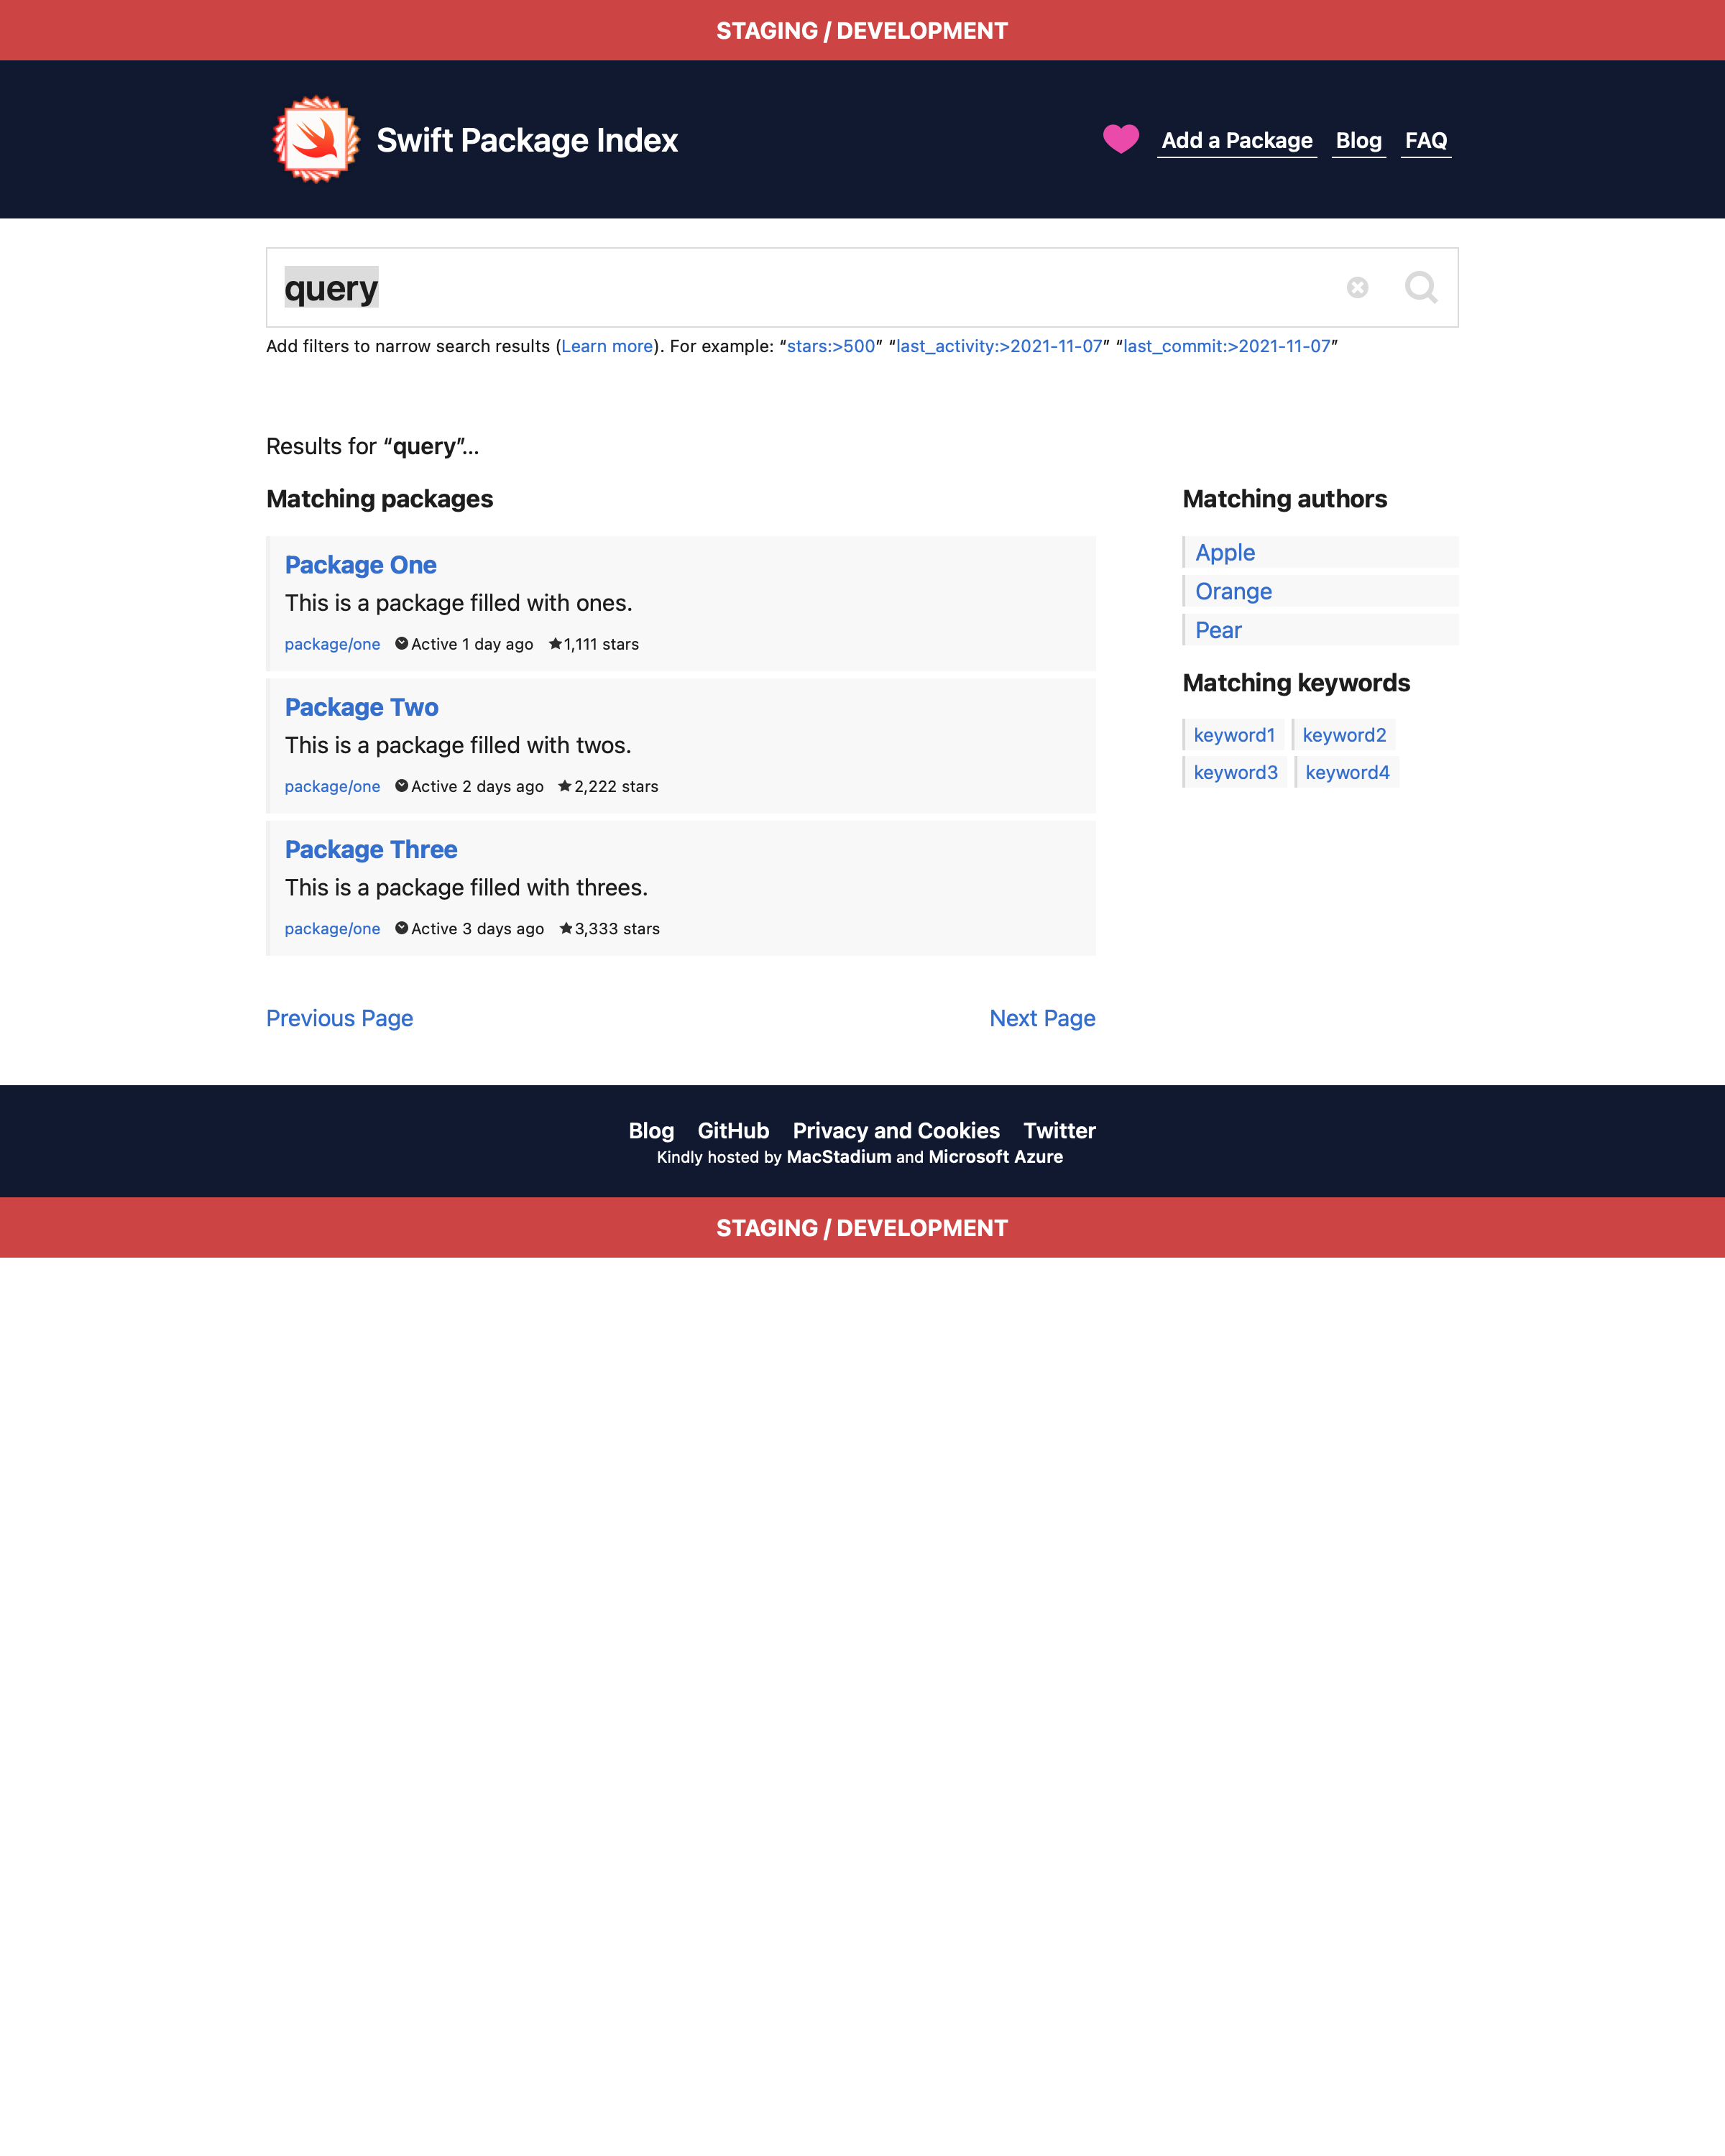 STAGING / DEVELOPMENT
Swift Package Index
Add a Package Blog FAQ
query
Add filters to narrow search results (Learn more). For example: “stars:>500” “last_activity:>2021-11-07” “last_commit:>2021-11-07”
Results for “query”…
Matching packages
Package One
This is a package filled with ones.
package/one Active 1 day ago 1,111 stars
Package Two
This is a package filled with twos.
package/one Active 2 days ago 2,222 stars
Package Three
This is a package filled with threes.
package/one Active 3 days ago 3,333 stars
Previous Page Next Page
Matching authors
Apple
Orange
Pear
Matching keywords
keyword1 keyword2
keyword3 keyword4
Blog GitHub Privacy and Cookies Twitter
Kindly hosted by MacStadium and Microsoft Azure
STAGING / DEVELOPMENT